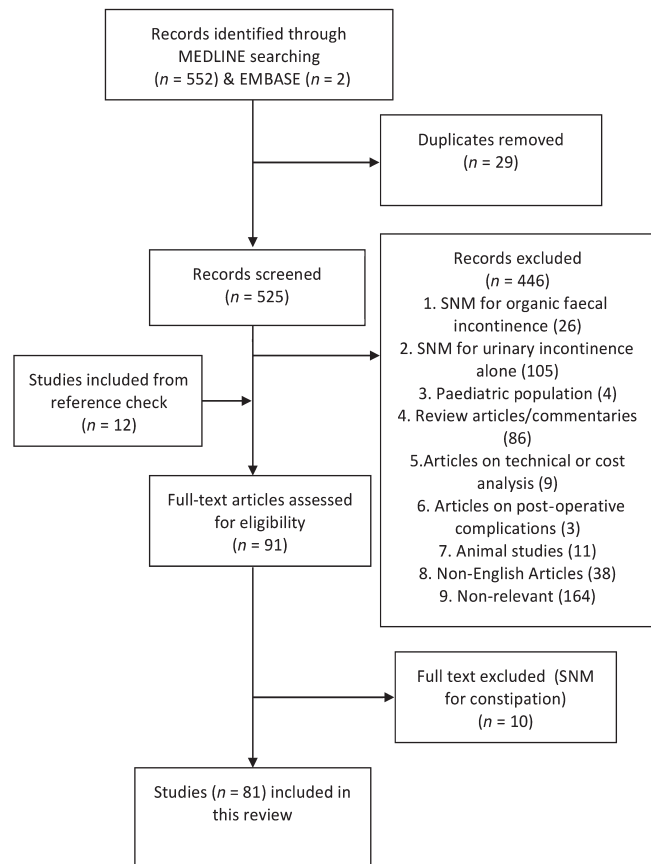 Records identified through
MEDLINE searching
(n = 552) & EMBASE (n = 2)
Duplicates removed
(n = 29)
Records screened
(n = 525)
Records excluded
(n = 446)
1. SNM for organic faecal
incontinence (26)
2. SNM for urinary incontinence
alone (105)
3. Paediatric population (4)
4. Review articles/commentaries
(86)
5.Articles on technical or cost
analysis (9)
6. Articles on post-operative
complications (3)
7. Animal studies (11)
8. Non-English Articles (38)
9. Non-relevant (164)
Studies included from
reference check
(n = 12)
Full-text articles assessed
for eligibility
(n = 91)
Full text excluded (SNM
for constipation)
(n = 10)
Studies (n = 81) included in
this review